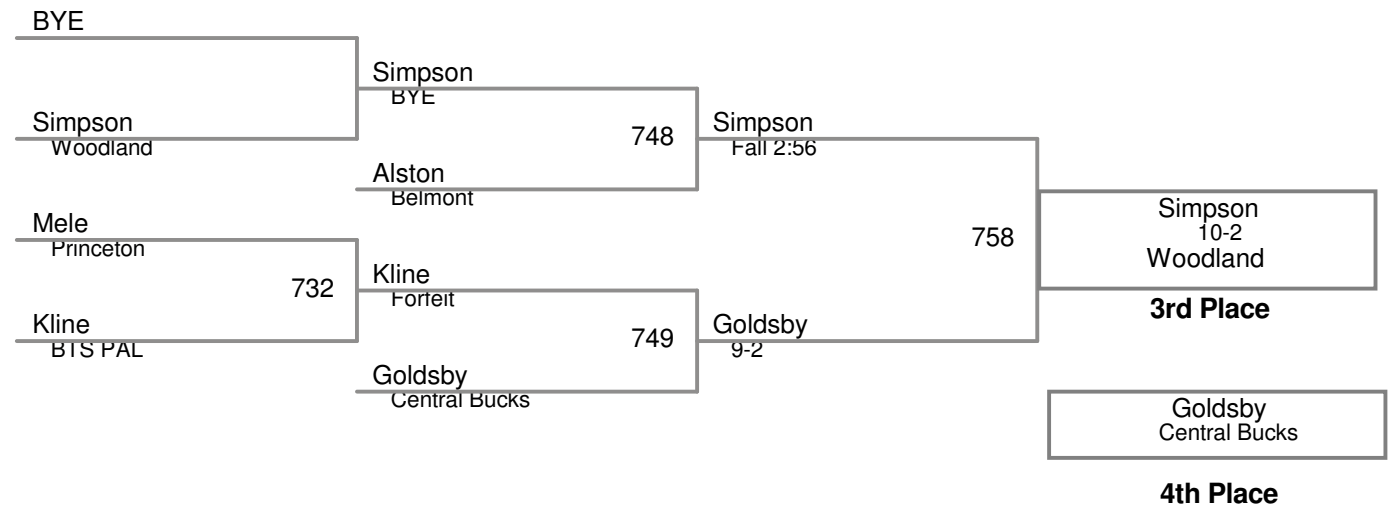 BYE
Simpson
BYE
Simpson
Woodland
748
Simpson
Fall 2:56
Alston
Belmont
Mele
Princeton
732
Kline
Forfeit
Kline
BTS PAL
749
Goldsby
9-2
Goldsby
Central Bucks
758
Simpson
10-2
Woodland
3rd Place
Goldsby
Central Bucks
4th Place